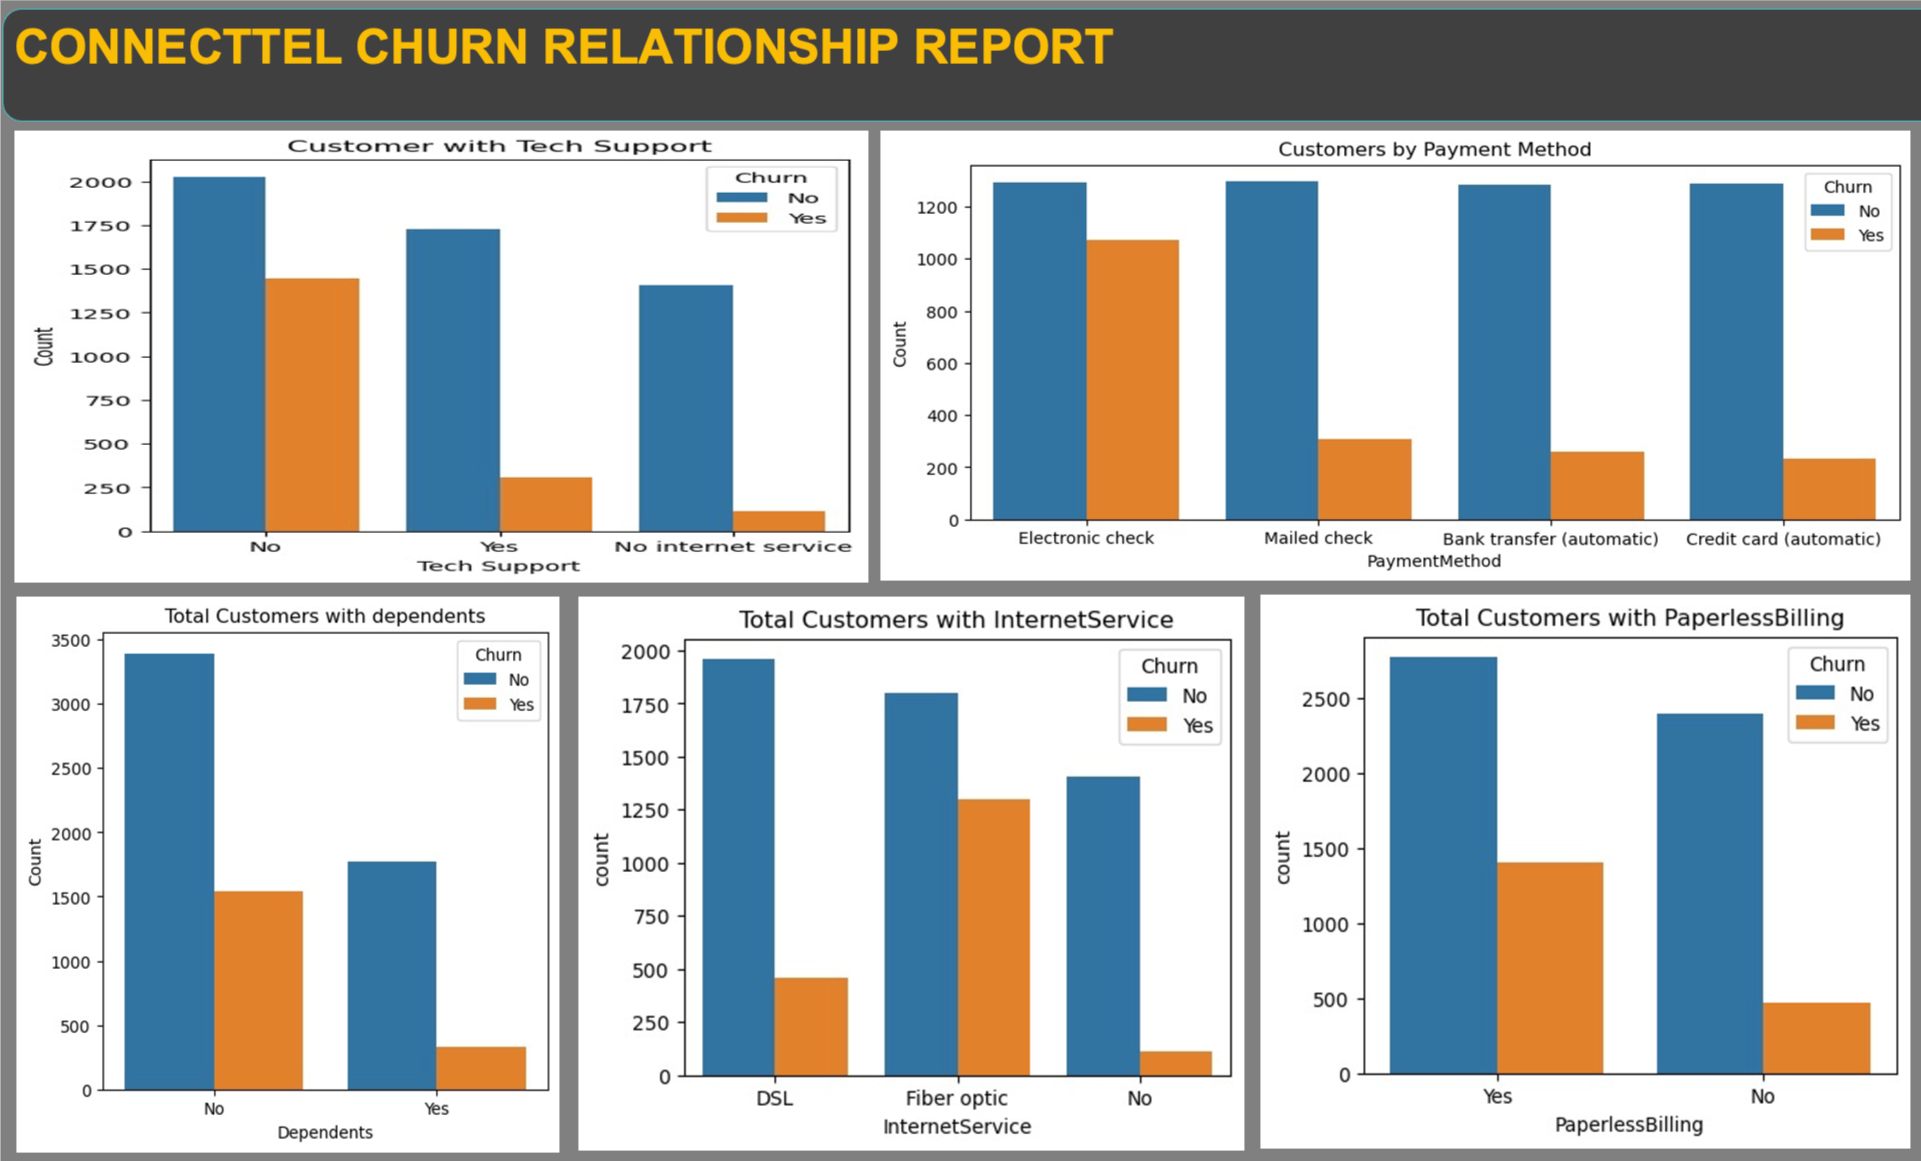 CONNECTTEL CHURN RELATIONSHIP REPORT
Customer with Tech Support
Churn
No
Yes
2000
1750
1500
1250
1000
750
500
250
0
Count
No Yes No internet service
Tech Support
Customers by Payment Method
Churn
No
Yes
1200
1000
800
600
400
200
0
Count
Electronic check Mailed check Bank transfer (automatic) Credit card (automatic)
PaymentMethod
Total Customers with dependents
Churn
No
Yes
3500
3000
2500
2000
1500
1000
500
0
Count
No Yes
Dependents
Total Customers with InternetService
Churn
No
Yes
2000
1750
1500
1250
1000
750
500
250
0
count
DSL Fiber optic No
InternetService
Total Customers with PaperlessBilling
Churn
No
Yes
2500
2000
1500
1000
500
0
count
Yes No
PaperlessBilling